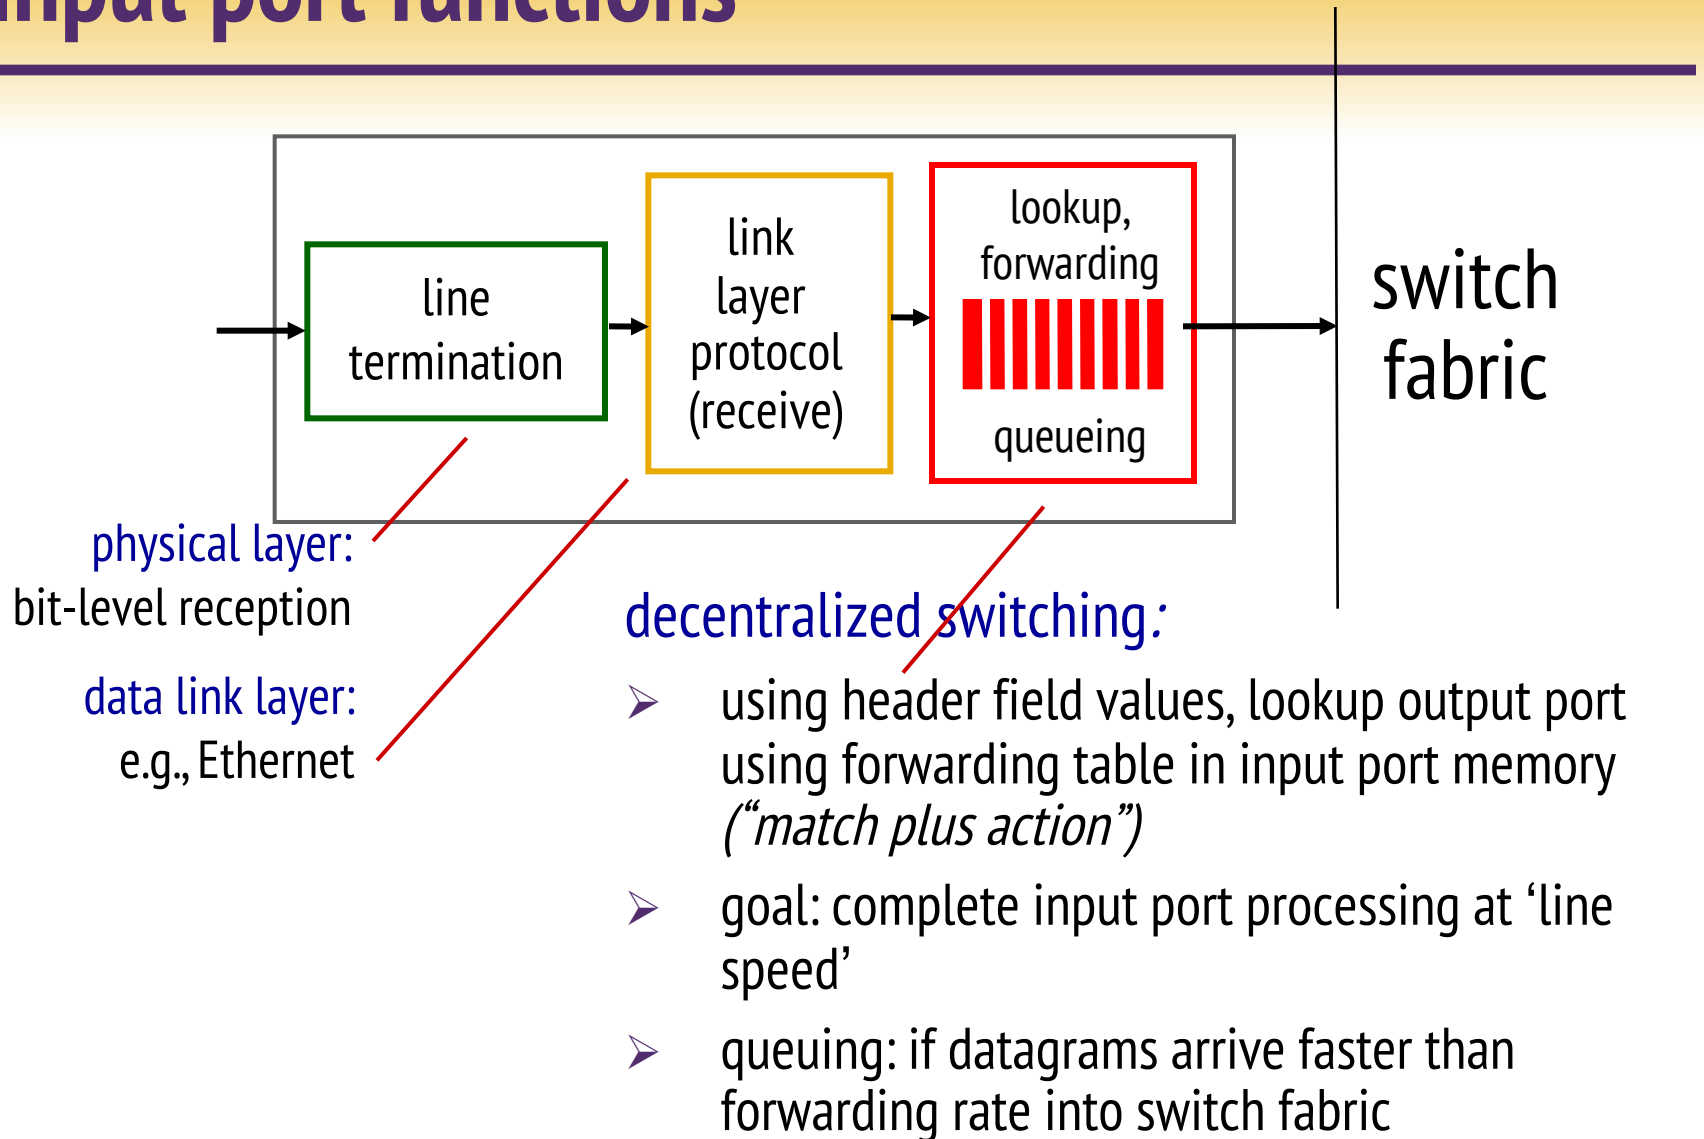 input port functions
line
termination
link
layer
protocol
(receive)
lookup,
forwarding
queueing
switch
fabric
physical layer:
bit-level reception
data link layer:
e.g., Ethernet
decentralized switching:
using header field values, lookup output port
using forwarding table in input port memory
(“match plus action”)
goal: complete input port processing at ‘line
speed’
queuing: if datagrams arrive faster than
forwarding rate into switch fabric